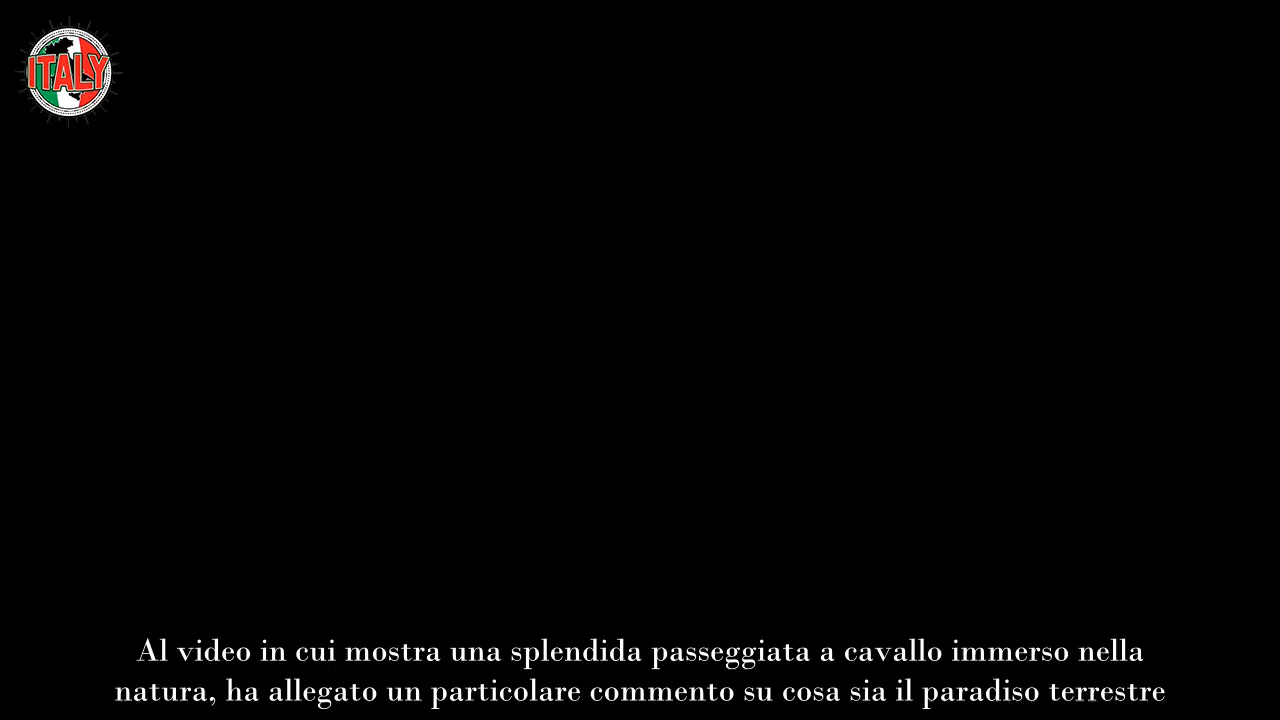 ITALY
Al video in cui mostra una splendida passeggiata a cavallo immerso nella
natura, ha allegato un particolare commento su cosa sia il paradiso terrestre